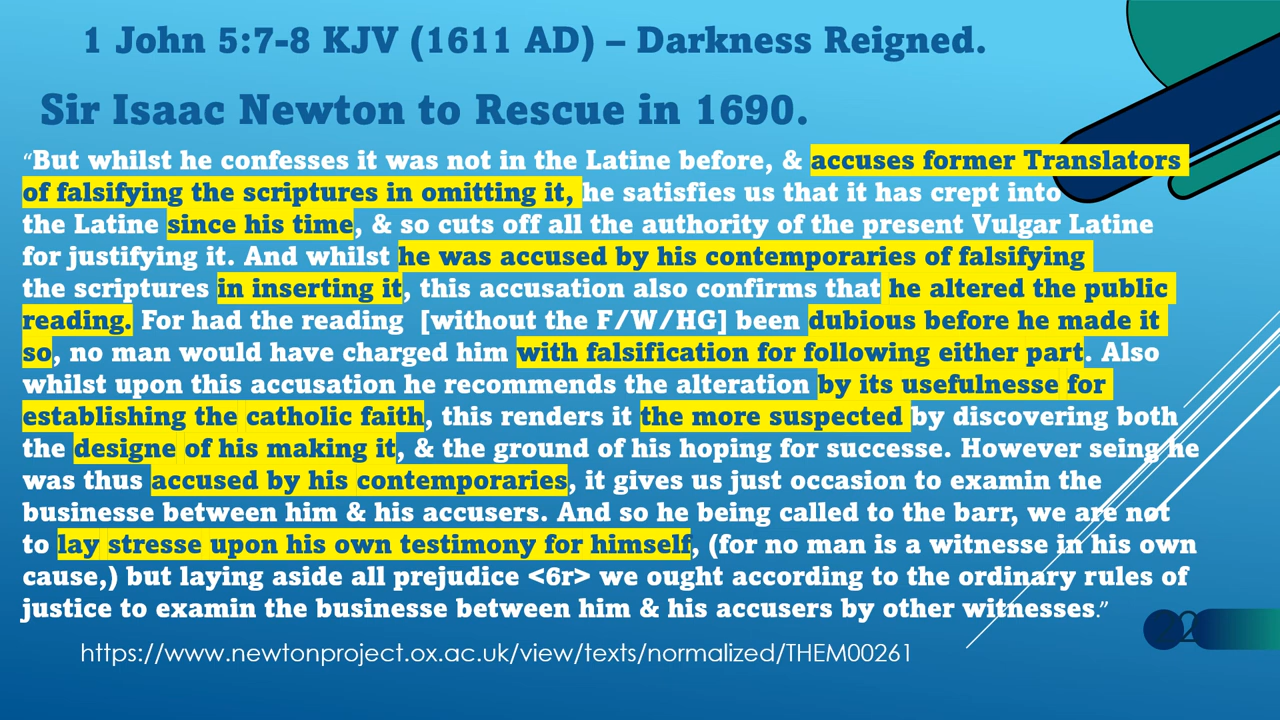 1 John 5:7-8 KJV (1611 AD) – Darkness Reigned.
Sir Isaac Newton to Rescue in 1690.
“But whilst he confesses it was not in the Latine before, & accuses former Translators
of falsifying the scriptures in omitting it, he satisfies us that it has crept into
the Latine since his time, & so cuts off all the authority of the present Vulgar Latine
for justifying it. And whilst he was accused by his contemporaries of falsifying
the scriptures in inserting it, this accusation also confirms that he altered the public
reading. For had the reading [without the F/W/HG] been dubious before he made it
so, no man would have charged him with falsification for following either part. Also
whilst upon this accusation he recommends the alteration by its usefulnesse for
establishing the catholic faith, this renders it the more suspected by discovering both
the designe of his making it, & the ground of his hoping for successe. However seing he
was thus accused by his contemporaries, it gives us just occasion to examin the
businesse between him & his accusers. And so he being called to the barr, we are not
to lay stresse upon his own testimony for himself, (for no man is a witnesse in his own
cause,) but laying aside all prejudice <6r> we ought according to the ordinary rules of
justice to examin the businesse between him & his accusers by other witnesses.”
https://www.newtonproject.ox.ac.uk/view/texts/normalized/THEM00261